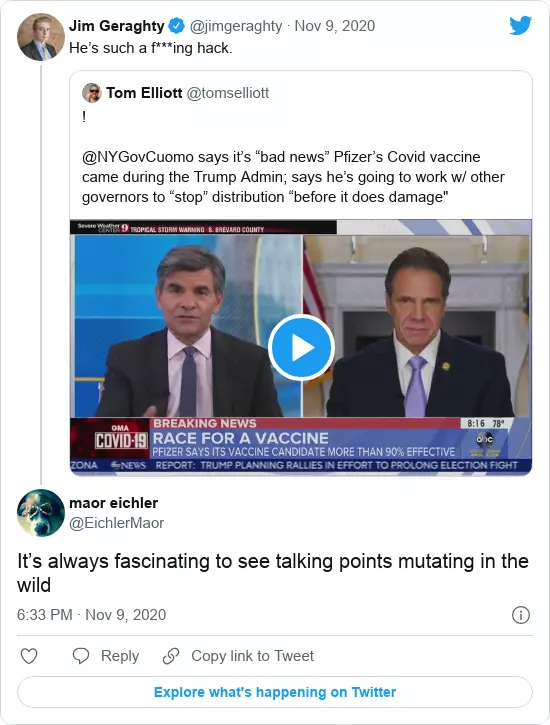 Jim Geraghty @jimgeraghty · Nov 9, 2020
He's such a f***ing hack.
Tom Elliott @tomselliott
!
@NYGovCuomo says it's “bad news” Pfizer's Covid vaccine
came during the Trump Admin; says he's going to work w/ other
governors to “stop” distribution “before it does damage"
Severe Weather
CENTER 9 TROPICAL STORM WARNING S. BREVARD COUNTY
BREAKING NEWS 8:16 78°
GMA
COVID-19 RACE FOR A VACCINE abc
PFIZER SAYS ITS VACCINE CANDIDATE MORE THAN 90% EFFECTIVE
ZONA abcNEWS REPORT: TRUMP PLANNING RALLIES IN EFFORT TO PROLONG ELECTION FIGHT
maor eichler
@EichlerMaor
It's always fascinating to see talking points mutating in the
wild
6:33 PM · Nov 9, 2020
Reply Copy link to Tweet
Explore what's happening on Twitter